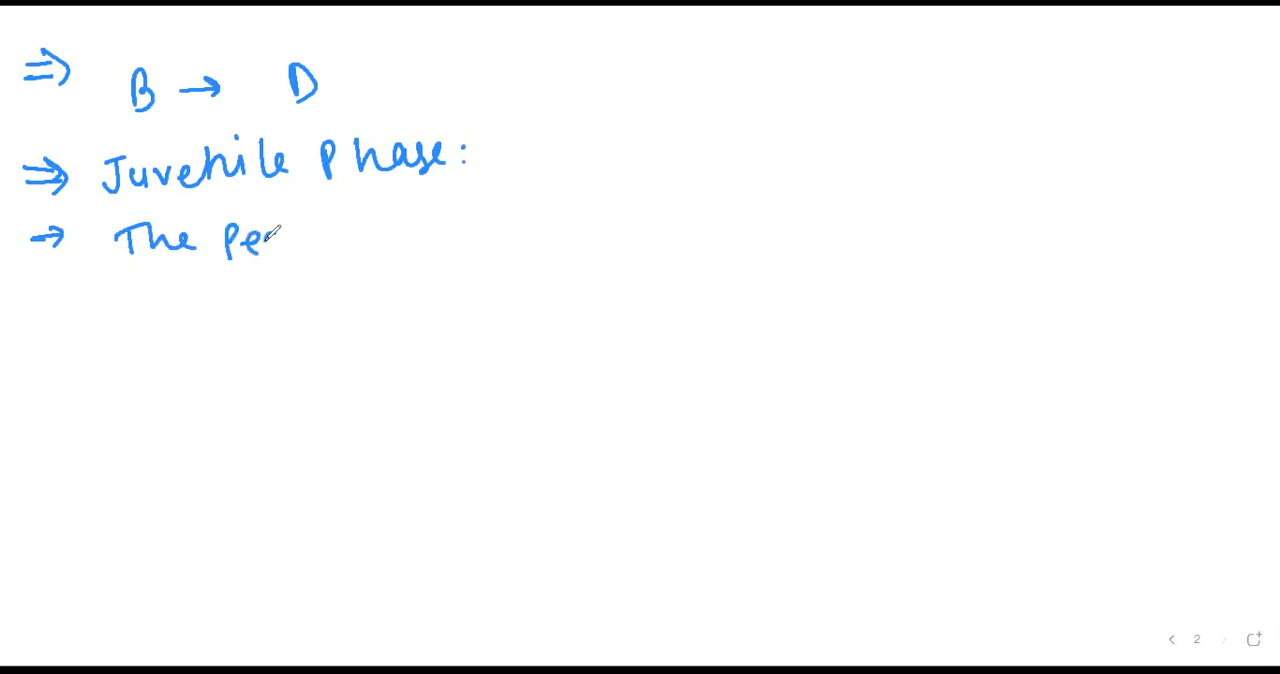 ⇒ B → D
⇒ Juvenile Phase:
→ The Pe
< 2 >